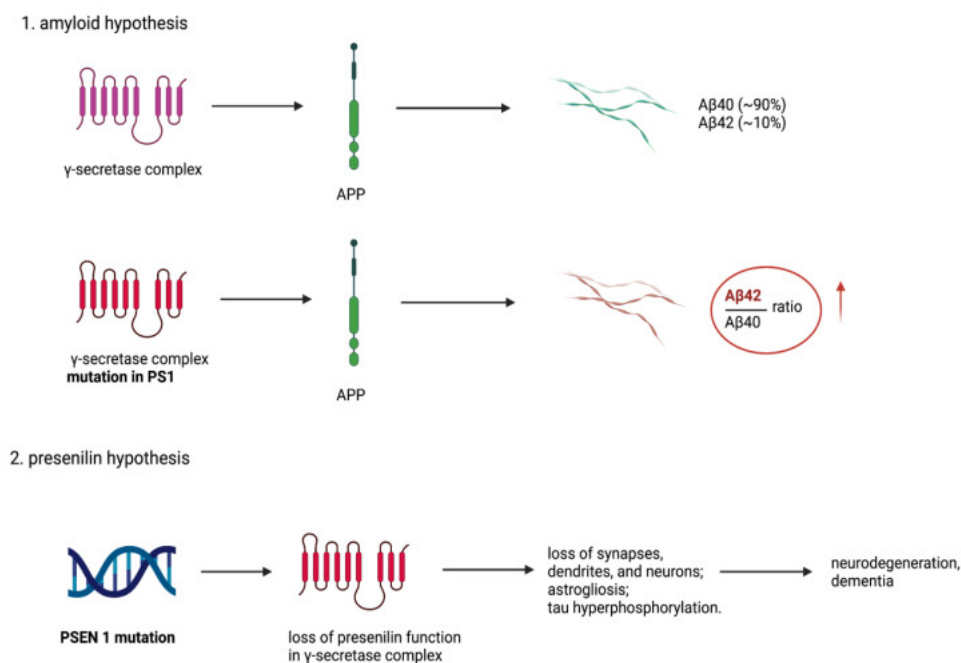 1. amyloid hypothesis
γ-secretase complex
APP
Aβ40 (~90%)
Aβ42 (~10%)
γ-secretase complex
mutation in PS1
APP
Aβ42
Aβ40
ratio
2. presenilin hypothesis
PSEN 1 mutation
loss of presenilin function
in γ-secretase complex
loss of synapses,
dendrites, and neurons;
astrogliosis;
tau hyperphosphorylation.
neurodegeneration,
dementia